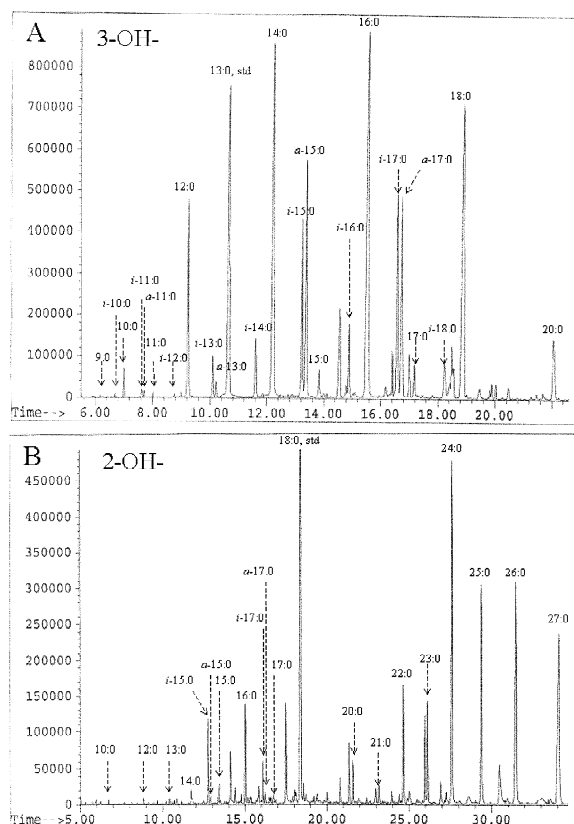 A 3-OH-
16:0
14:0
13:0, std
18:0
a-15:0
i-17:0
a-17:0
12:0
i-15:0
i-16:0
i-11:0
a-11:0
i-10:0
10:0
9:0
11:0
i-12:0
i-13:0
a-13:0
i-14:0
15:0
17:0
i-18:0
20:0
800000
700000
600000
500000
400000
300000
200000
100000
0
Time--> 6.00 8.00 10.00 12.00 14.00 16.00 18.00 20.00
B 2-OH-
18:0, std
24:0
25:0
26:0
27:0
a-17:0
i-17:0
a-15:0
i-15:0
15:0
17:0
16:0
10:0
12:0
13:0
14:0
20:0
21:0
22:0
23:0
450000
400000
350000
300000
250000
200000
150000
100000
50000
0
Time--> 5.00 10.00 15.00 20.00 25.00 30.00